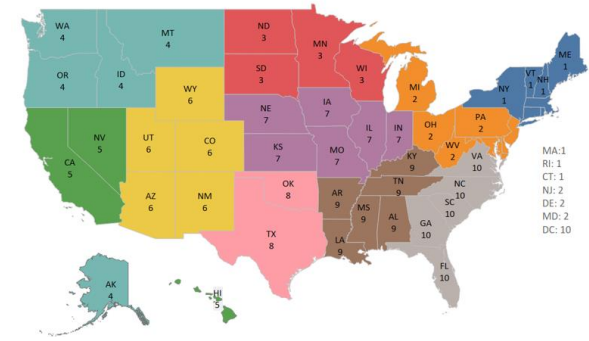 WA
4
MT
4
ND
3
MN
3
ME
1
VT
1
NH
1
OR
4
ID
4
SD
3
WI
3
MI
2
NY
1
WY
6
NE
7
IA
7
IL
7
IN
7
OH
2
PA
2
NV
5
UT
6
CO
6
KS
7
MO
7
WV
2
KY
9
VA
10
CA
5
AZ
6
NM
6
OK
8
AR
9
TN
9
NC
10
SC
10
MS
9
AL
9
GA
10
TX
8
LA
9
FL
10
AK
4
HI
5
MA:1
RI: 1
CT: 1
NJ: 2
DE: 2
MD: 2
DC: 10